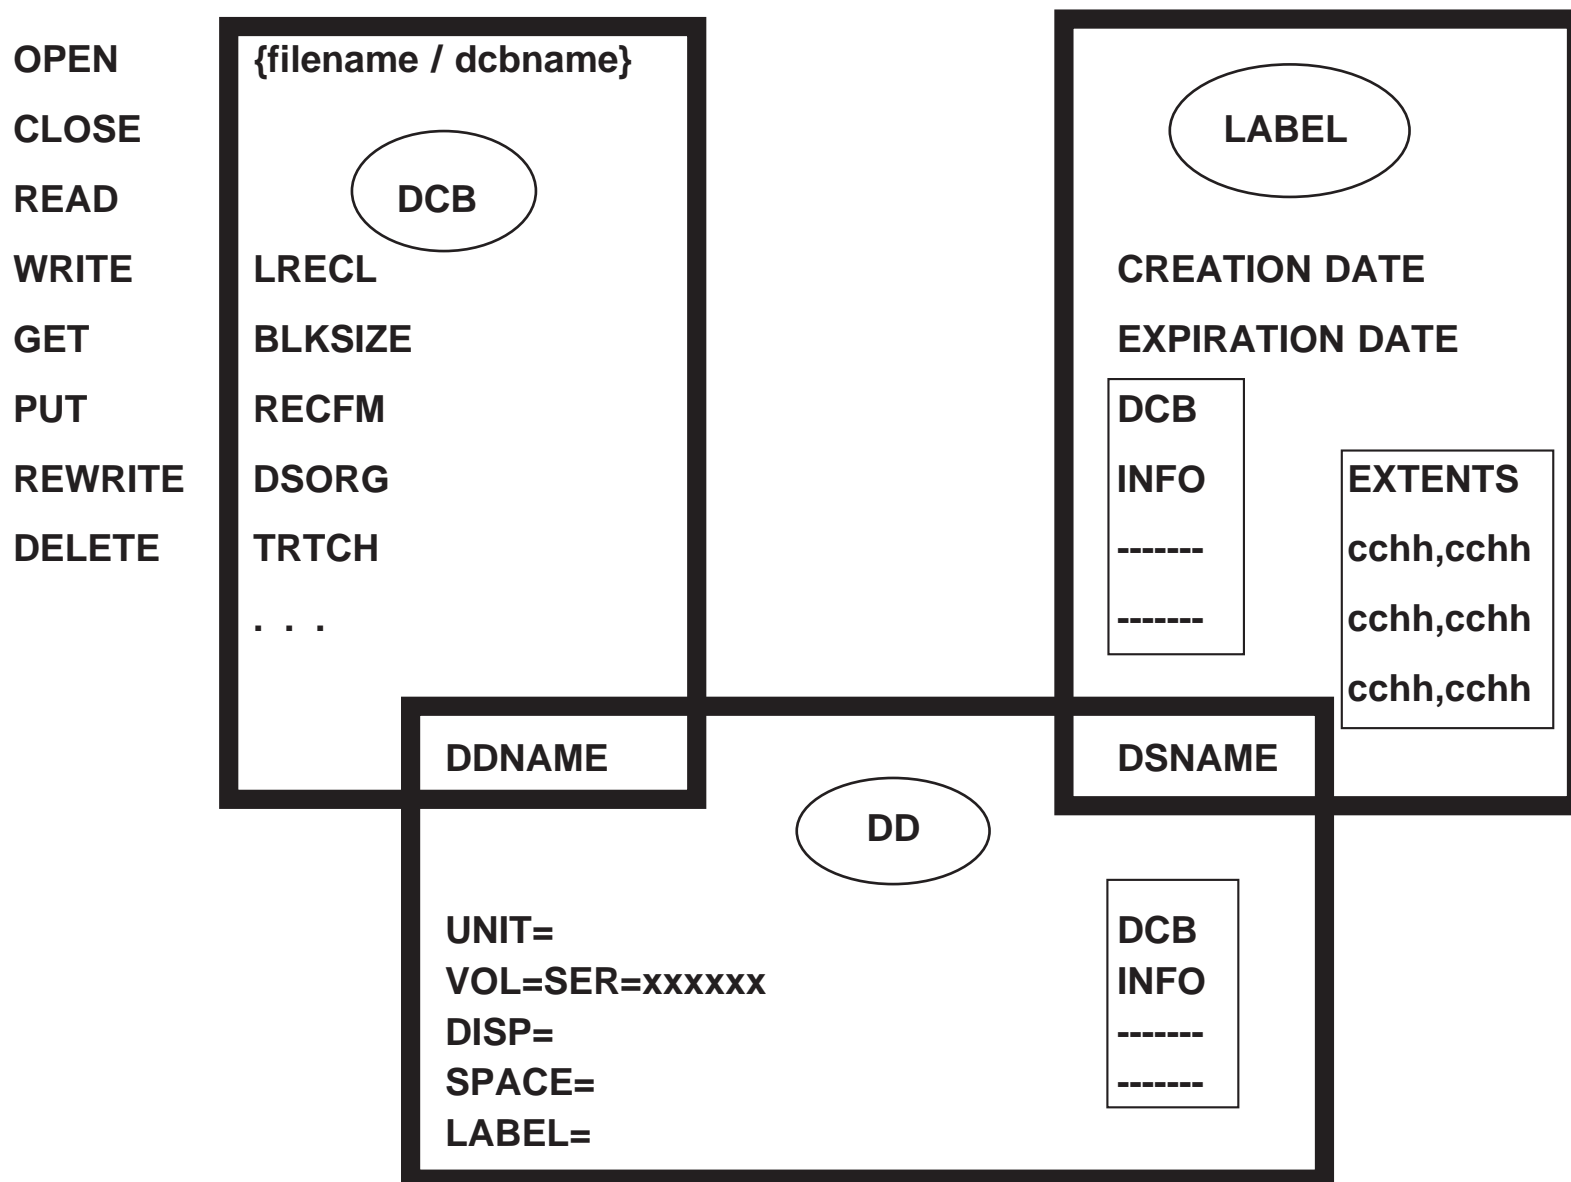 OPEN {filename / dcbname}
CLOSE LABEL
READ DCB
WRITE LRECL CREATION DATE
GET BLKSIZE EXPIRATION DATE
PUT RECFM DCB
REWRITE DSORG INFO EXTENTS
DELETE TRTCH ------- cchh,cchh
. . . ------- cchh,cchh
cchh,cchh
DDNAME DSNAME
DD
UNIT= DCB
VOL=SER=xxxxxx INFO
DISP= -------
SPACE= -------
LABEL=